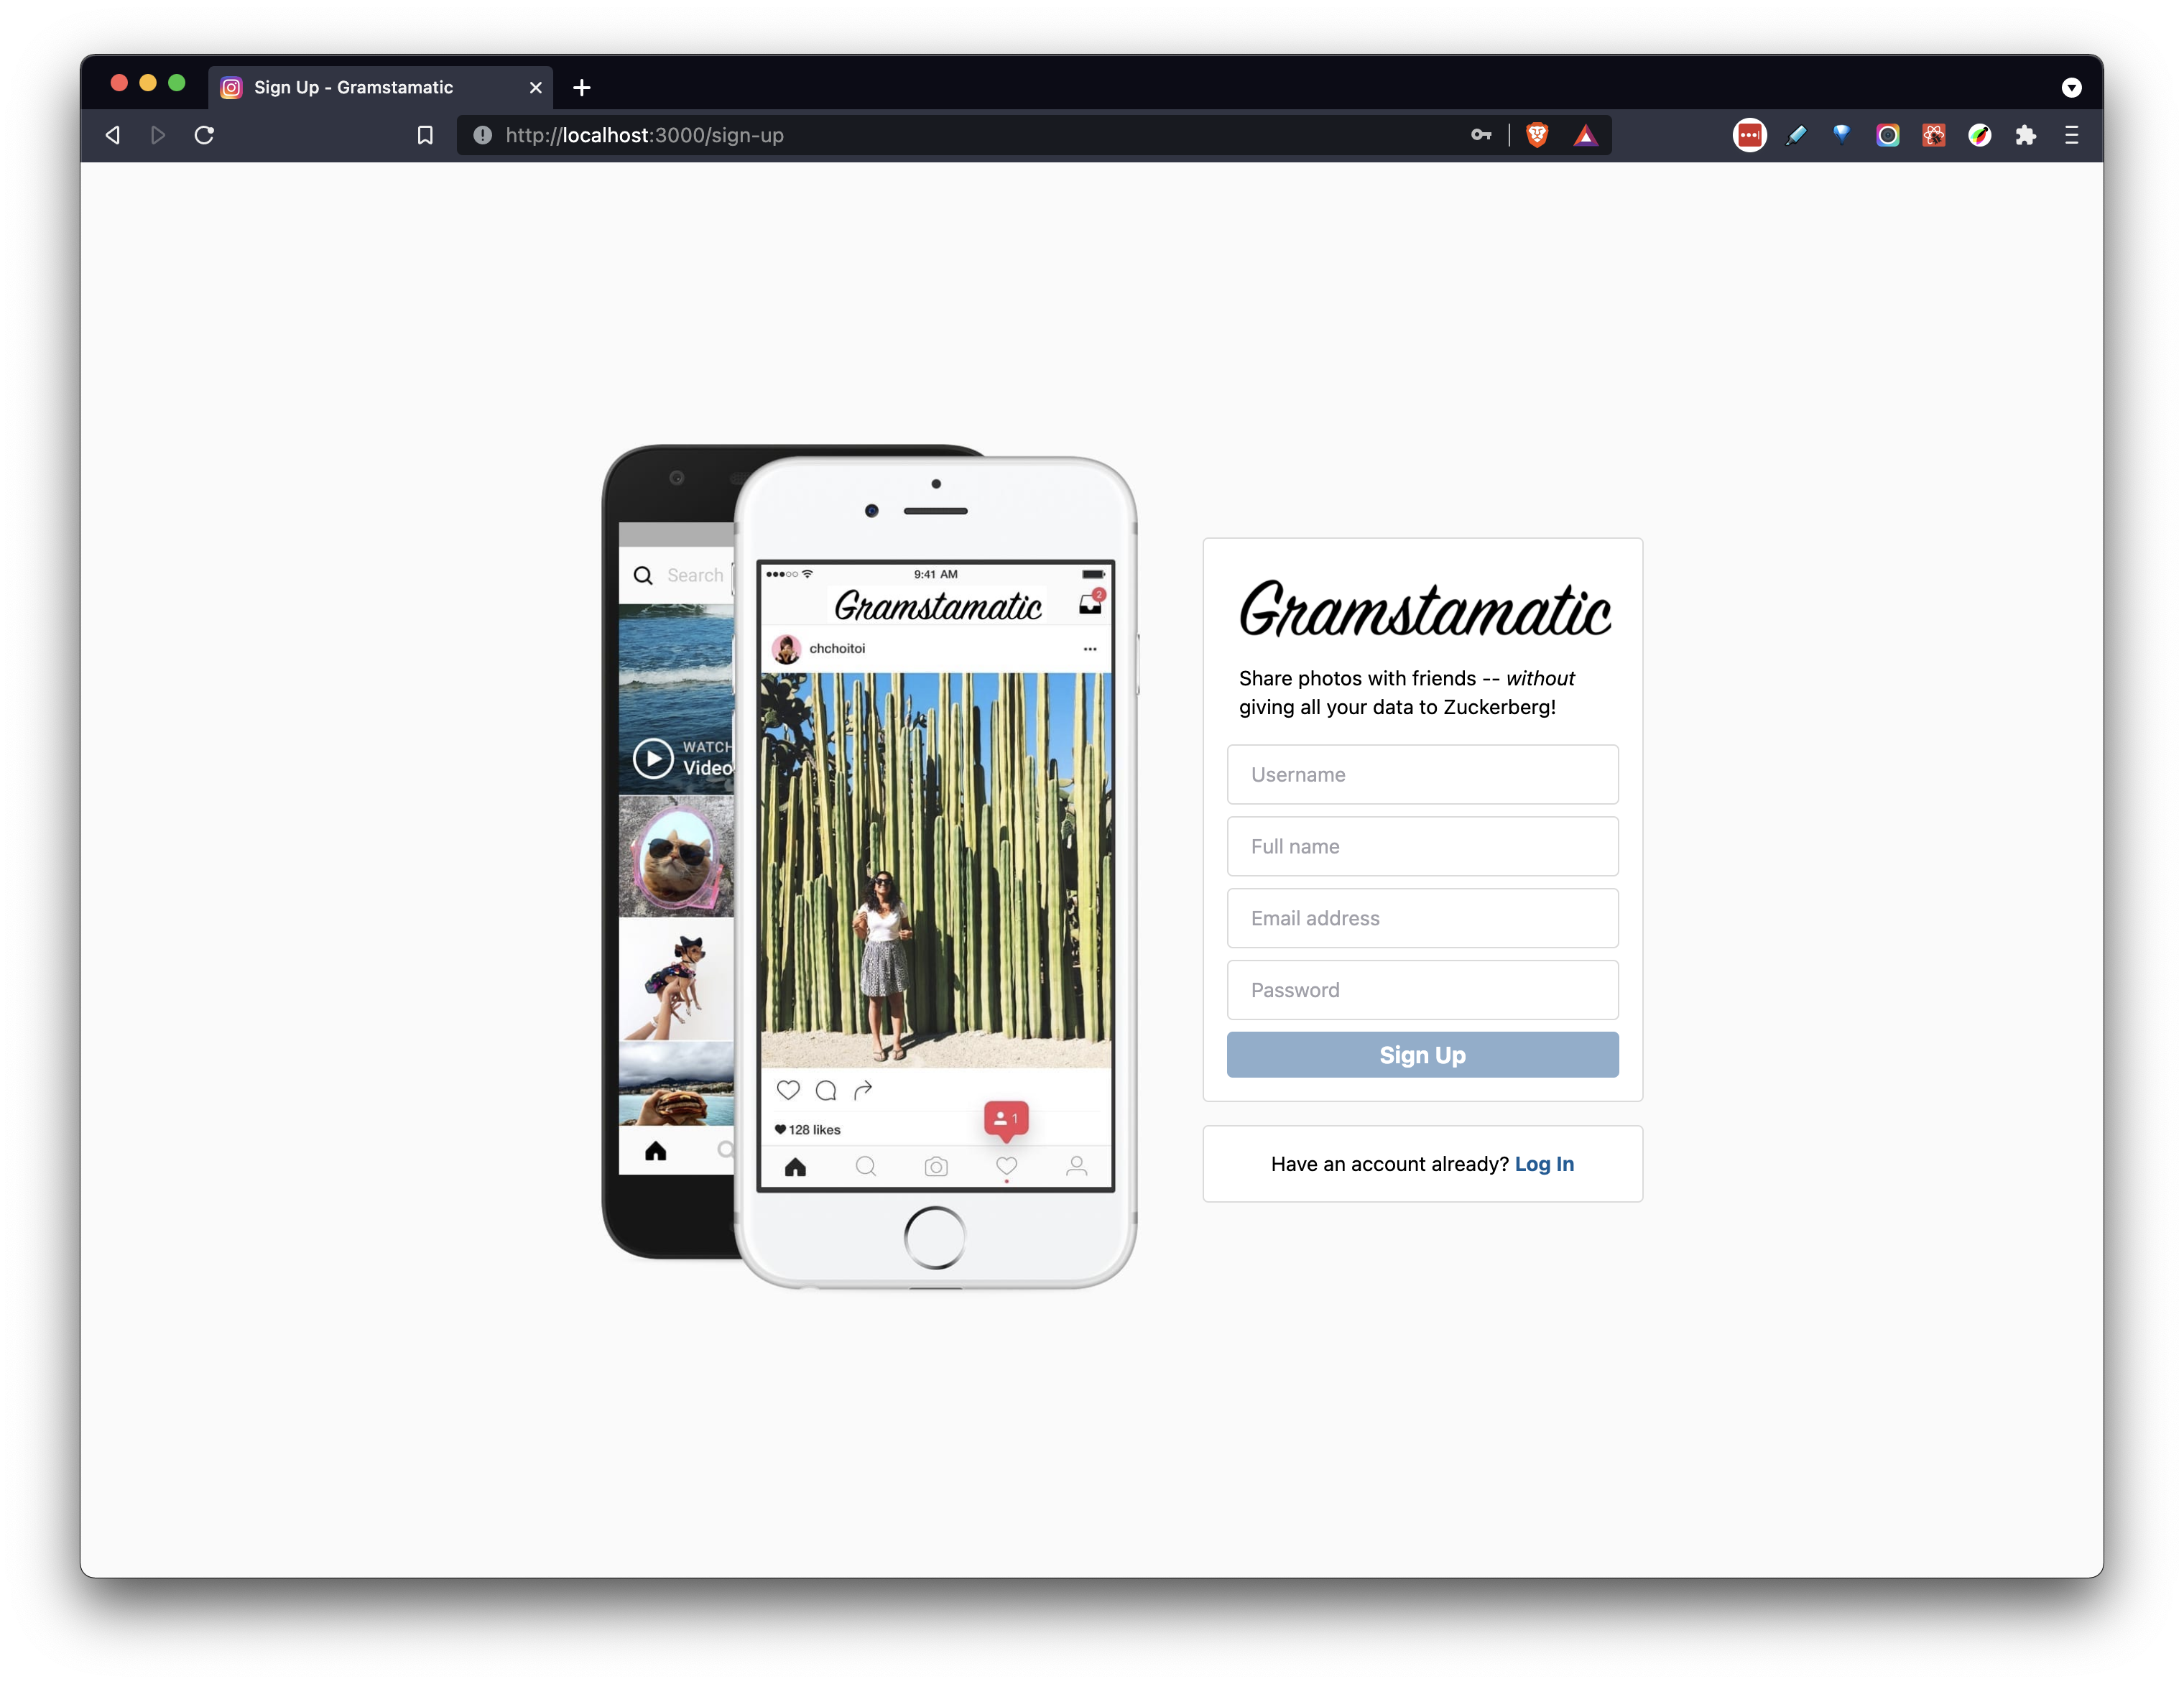 Sign Up - Gramstamatic
http://localhost:3000/sign-up
Search
WATCH
Video
9:41 AM
Gramstamatic
2
chchoitoi
128 likes
1
Gramstamatic
Share photos with friends -- without
giving all your data to Zuckerberg!
Username
Full name
Email address
Password
Sign Up
Have an account already? Log In